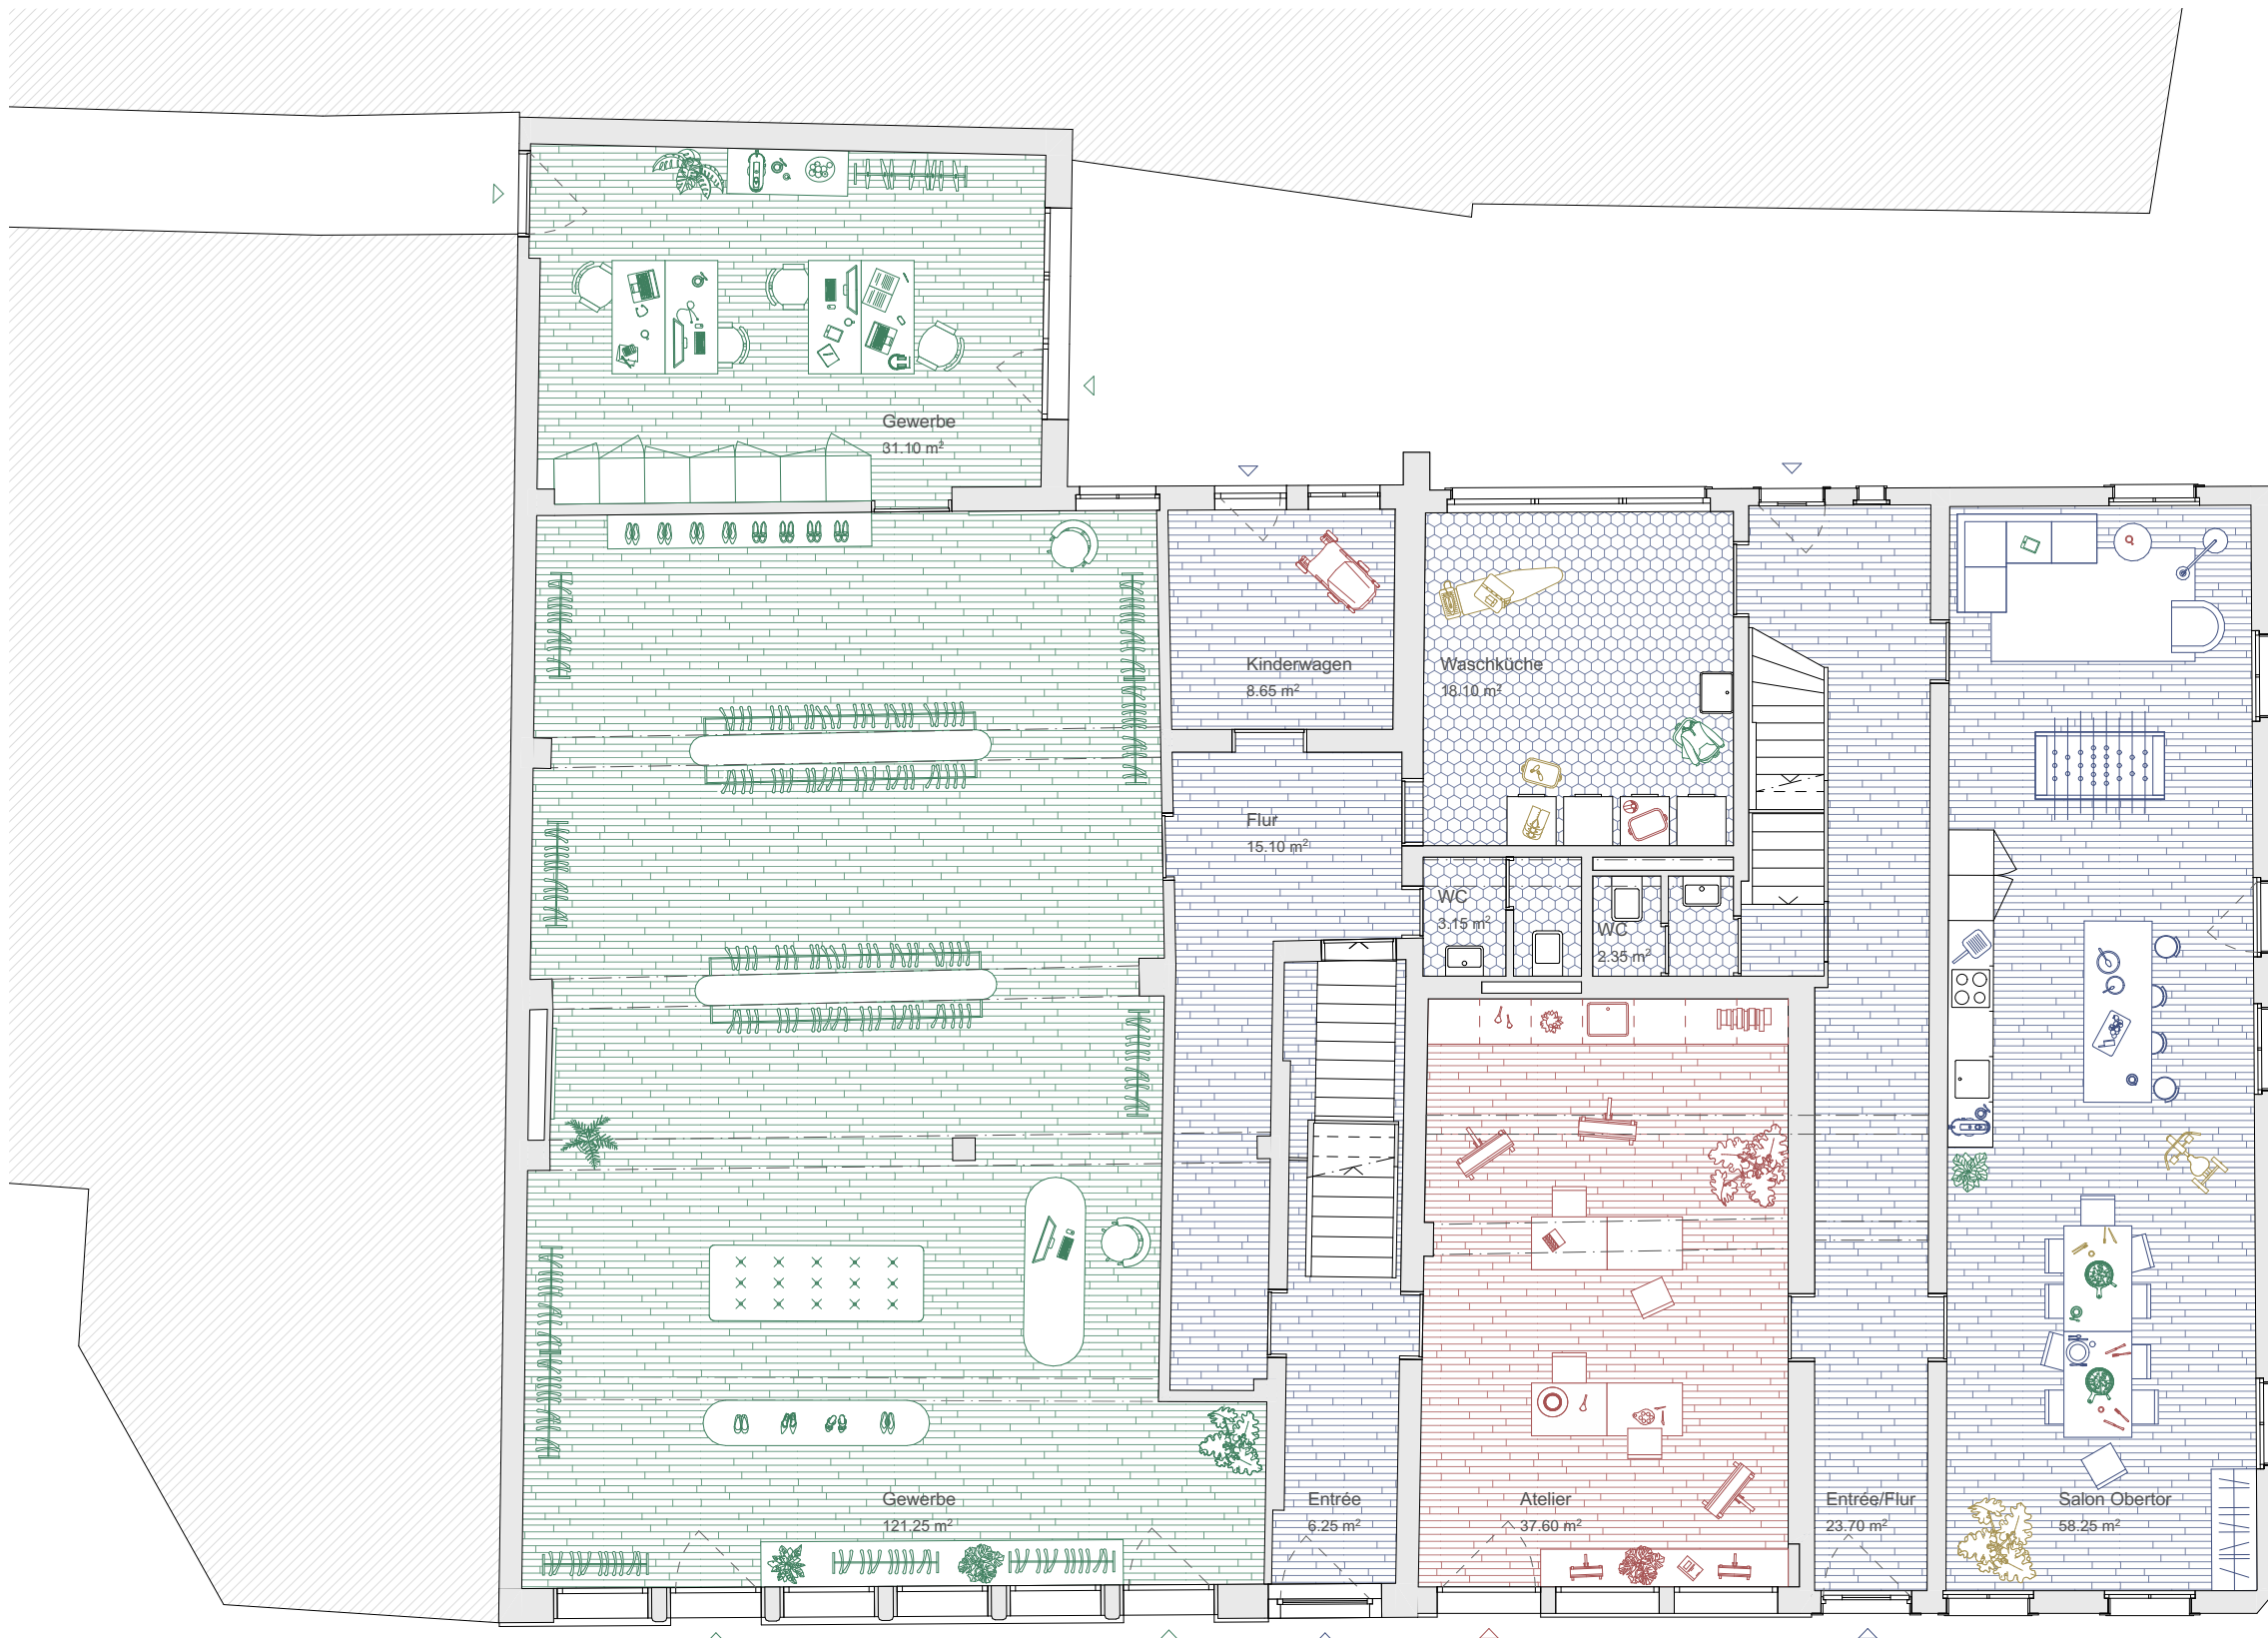 Gewerbe
31.10 m²
Kinderwagen
8.65 m²
Waschküche
18.10 m²
Flur
15.10 m²
WC
3.15 m²
WC
2.35 m²
Gewerbe
121.25 m²
Entrée
6.25 m²
Atelier
37.60 m²
Entrée/Flur
23.70 m²
Salon Obertor
58.25 m²